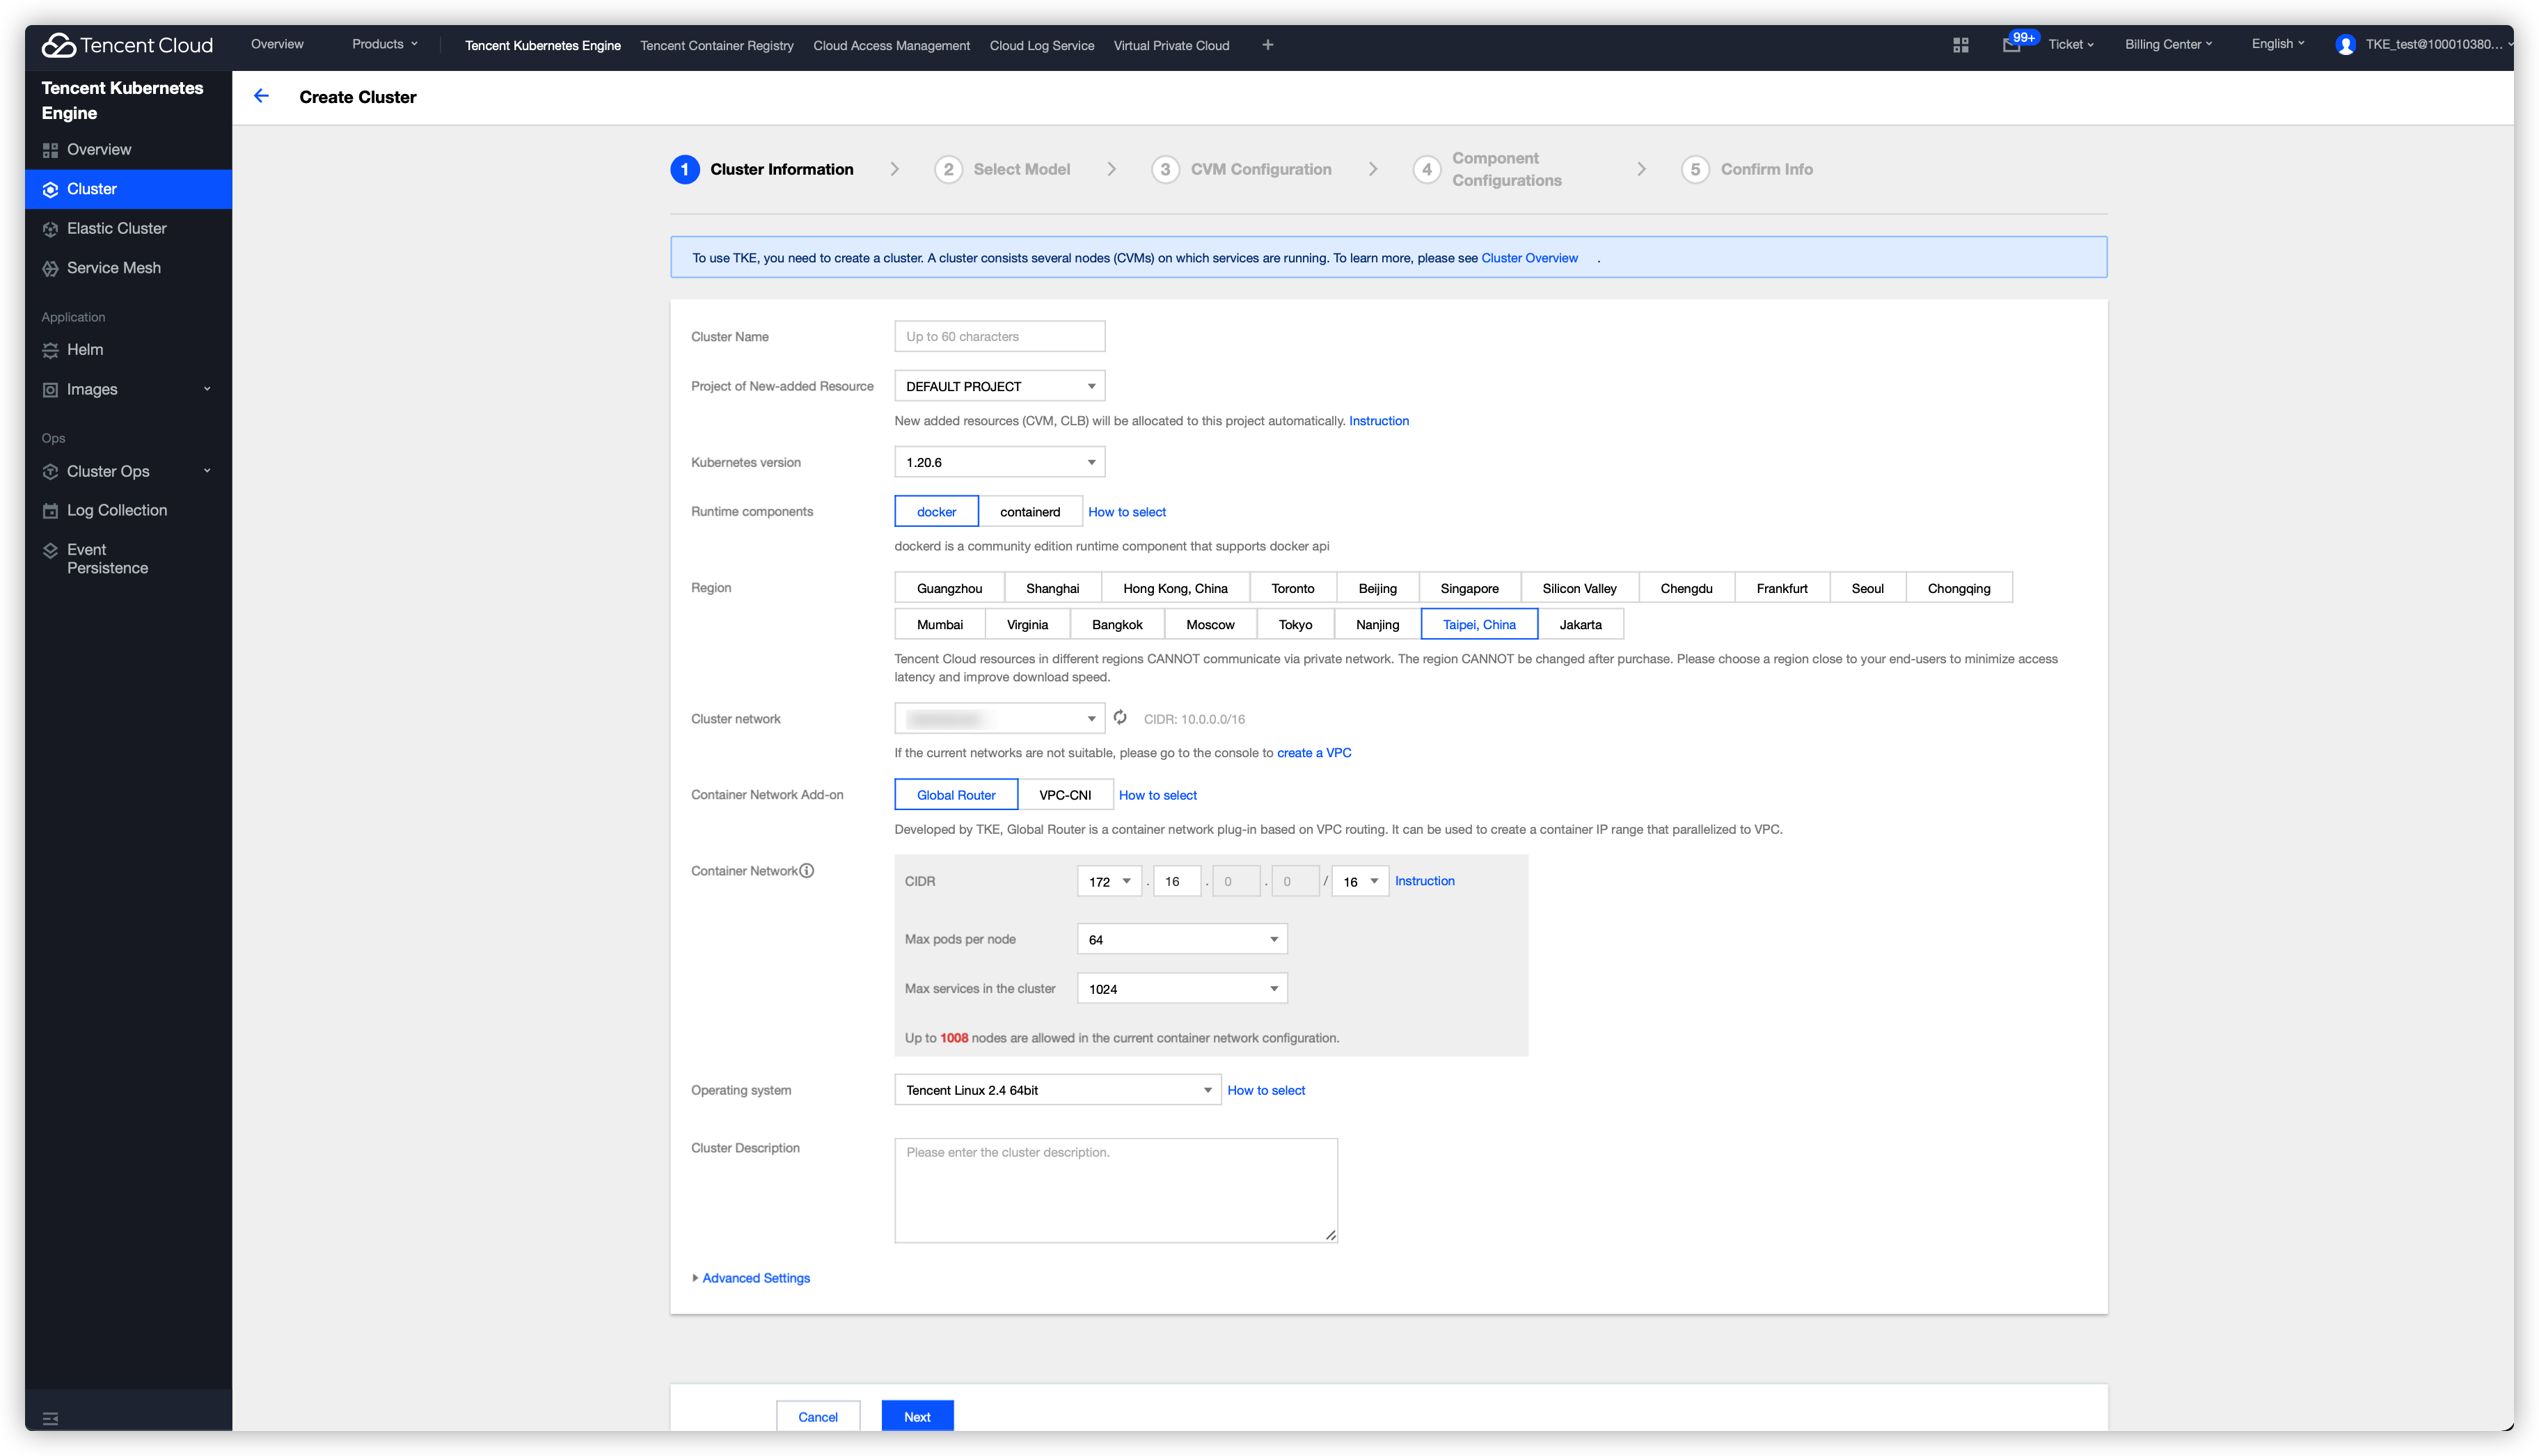 Tencent Cloud
Overview
Products
Tencent Kubernetes Engine
Tencent Container Registry
Cloud Access Management
Cloud Log Service
Virtual Private Cloud
99+
Ticket
Billing Center
English
TKE_test@100010380...
Tencent Kubernetes
Engine
Overview
Cluster
Elastic Cluster
Service Mesh
Application
Helm
Images
Ops
Cluster Ops
Log Collection
Event
Persistence
Create Cluster
1 Cluster Information
2 Select Model
3 CVM Configuration
4 Component
Configurations
5 Confirm Info
To use TKE, you need to create a cluster. A cluster consists several nodes (CVMs) on which services are running. To learn more, please see Cluster Overview .
Cluster Name
Up to 60 characters
Project of New-added Resource
DEFAULT PROJECT
New added resources (CVM, CLB) will be allocated to this project automatically. Instruction
Kubernetes version
1.20.6
Runtime components
docker containerd How to select
dockerd is a community edition runtime component that supports docker api
Region
Guangzhou Shanghai Hong Kong, China Toronto Beijing Singapore Silicon Valley Chengdu Frankfurt Seoul Chongqing
Mumbai Virginia Bangkok Moscow Tokyo Nanjing Taipei, China Jakarta
Tencent Cloud resources in different regions CANNOT communicate via private network. The region CANNOT be changed after purchase. Please choose a region close to your end-users to minimize access
latency and improve download speed.
Cluster network
CIDR: 10.0.0.0/16
If the current networks are not suitable, please go to the console to create a VPC
Container Network Add-on
Global Router VPC-CNI How to select
Developed by TKE, Global Router is a container network plug-in based on VPC routing. It can be used to create a container IP range that parallelized to VPC.
Container Network
CIDR
172 . 16 . 0 . 0 / 16 Instruction
Max pods per node
64
Max services in the cluster
1024
Up to 1008 nodes are allowed in the current container network configuration.
Operating system
Tencent Linux 2.4 64bit
How to select
Cluster Description
Please enter the cluster description.
Advanced Settings
Cancel
Next